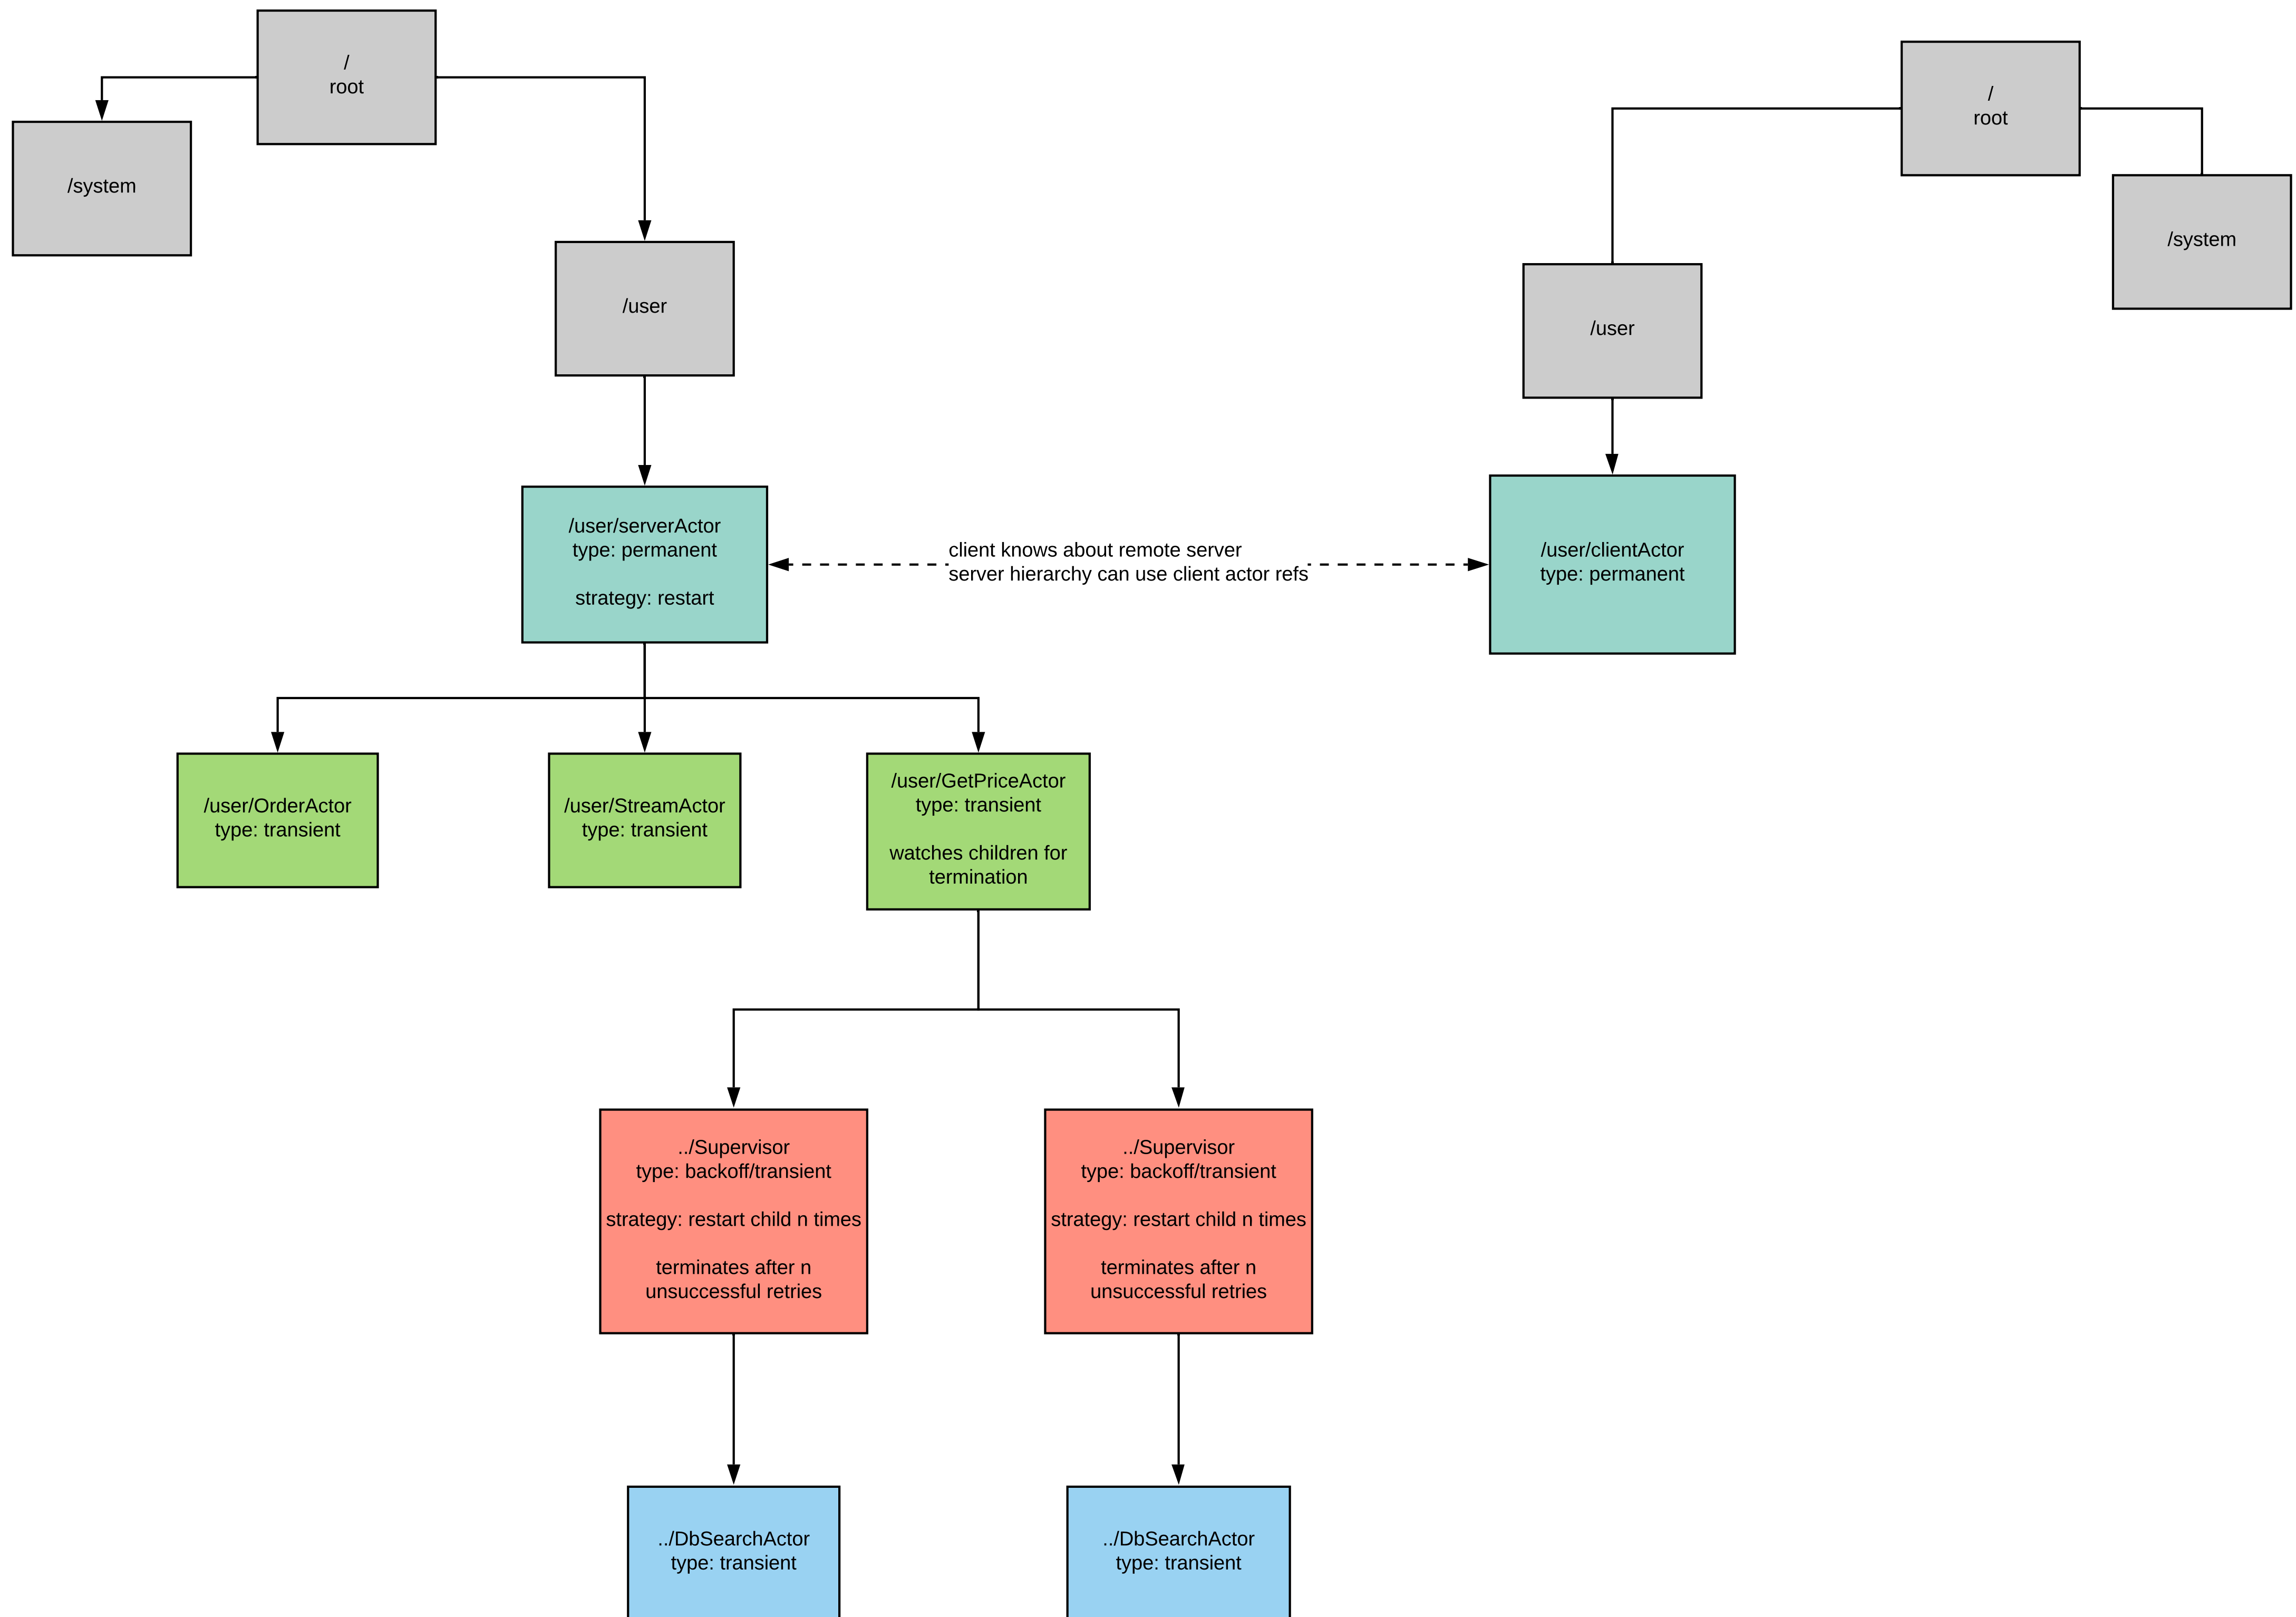 /
root
/
root
/system
/system
/user
/user
/user/serverActor
type: permanent
strategy: restart
client knows about remote server
server hierarchy can use client actor refs
/user/clientActor
type: permanent
/user/OrderActor
type: transient
/user/StreamActor
type: transient
/user/GetPriceActor
type: transient
watches children for
termination
../Supervisor
type: backoff/transient
strategy: restart child n times
terminates after n
unsuccessful retries
../Supervisor
type: backoff/transient
strategy: restart child n times
terminates after n
unsuccessful retries
../DbSearchActor
type: transient
../DbSearchActor
type: transient